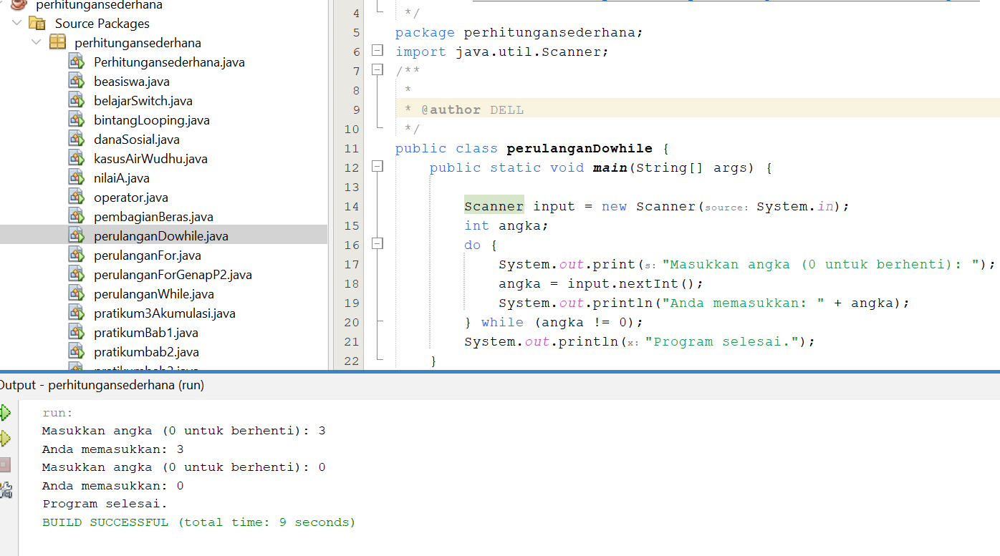 perhitungansederhana
Source Packages
perhitungansederhana
Perhitungansederhana.java
beasiswa.java
belajarSwitch.java
bintangLooping.java
danaSosial.java
kasusAirWudhu.java
nilaiA.java
operator.java
pembagianBeras.java
perulanganDowhile.java
perulanganFor.java
perulanganForGenapP2.java
perulanganWhile.java
pratikum3Akumulasi.java
pratikumBab1.java
pratikumbab2.java
4 */
5 package perhitungansederhana;
6 import java.util.Scanner;
7 /**
8 *
9 * @author DELL
10 */
11 public class perulanganDowhile {
12 public static void main(String[] args) {
13
14 Scanner input = new Scanner(source: System.in);
15 int angka;
16 do {
17 System.out.print(s: "Masukkan angka (0 untuk berhenti): ");
18 angka = input.nextInt();
19 System.out.println("Anda memasukkan: " + angka);
20 } while (angka != 0);
21 System.out.println(x: "Program selesai.");
22 }
Output - perhitungansederhana (run)
run:
Masukkan angka (0 untuk berhenti): 3
Anda memasukkan: 3
Masukkan angka (0 untuk berhenti): 0
Anda memasukkan: 0
Program selesai.
BUILD SUCCESSFUL (total time: 9 seconds)